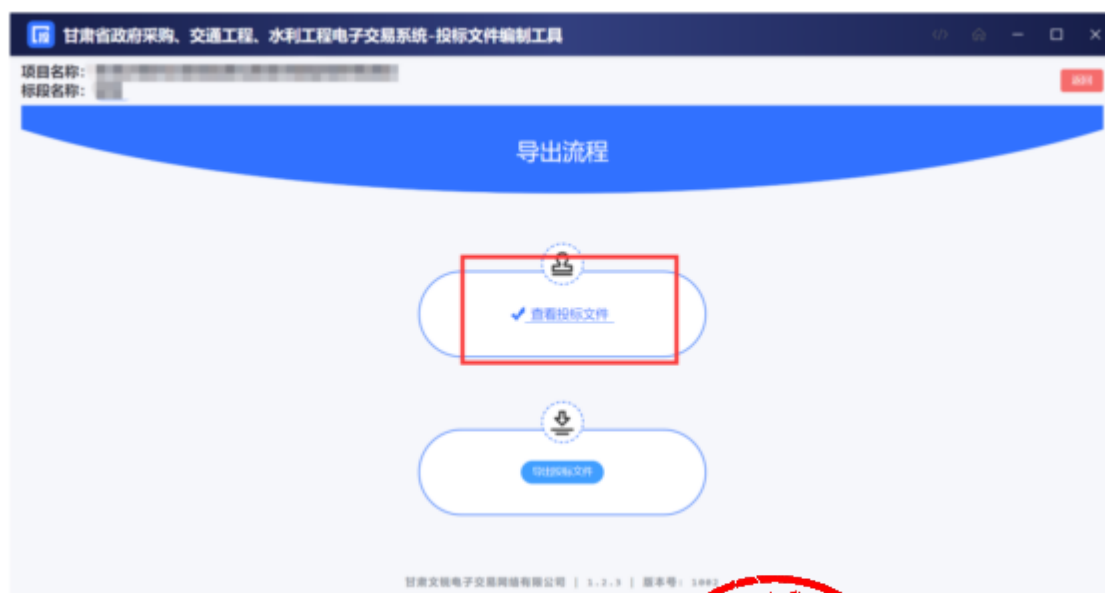 甘肃省政府采购、交通工程、水利工程电子交易系统-投标文件编制工具
项目名称：
标段名称：
返回
导出流程
查看投标文件
导出投标文件
甘肃文锐电子交易网络有限公司 | 1.2.3 | 版本号: 1002